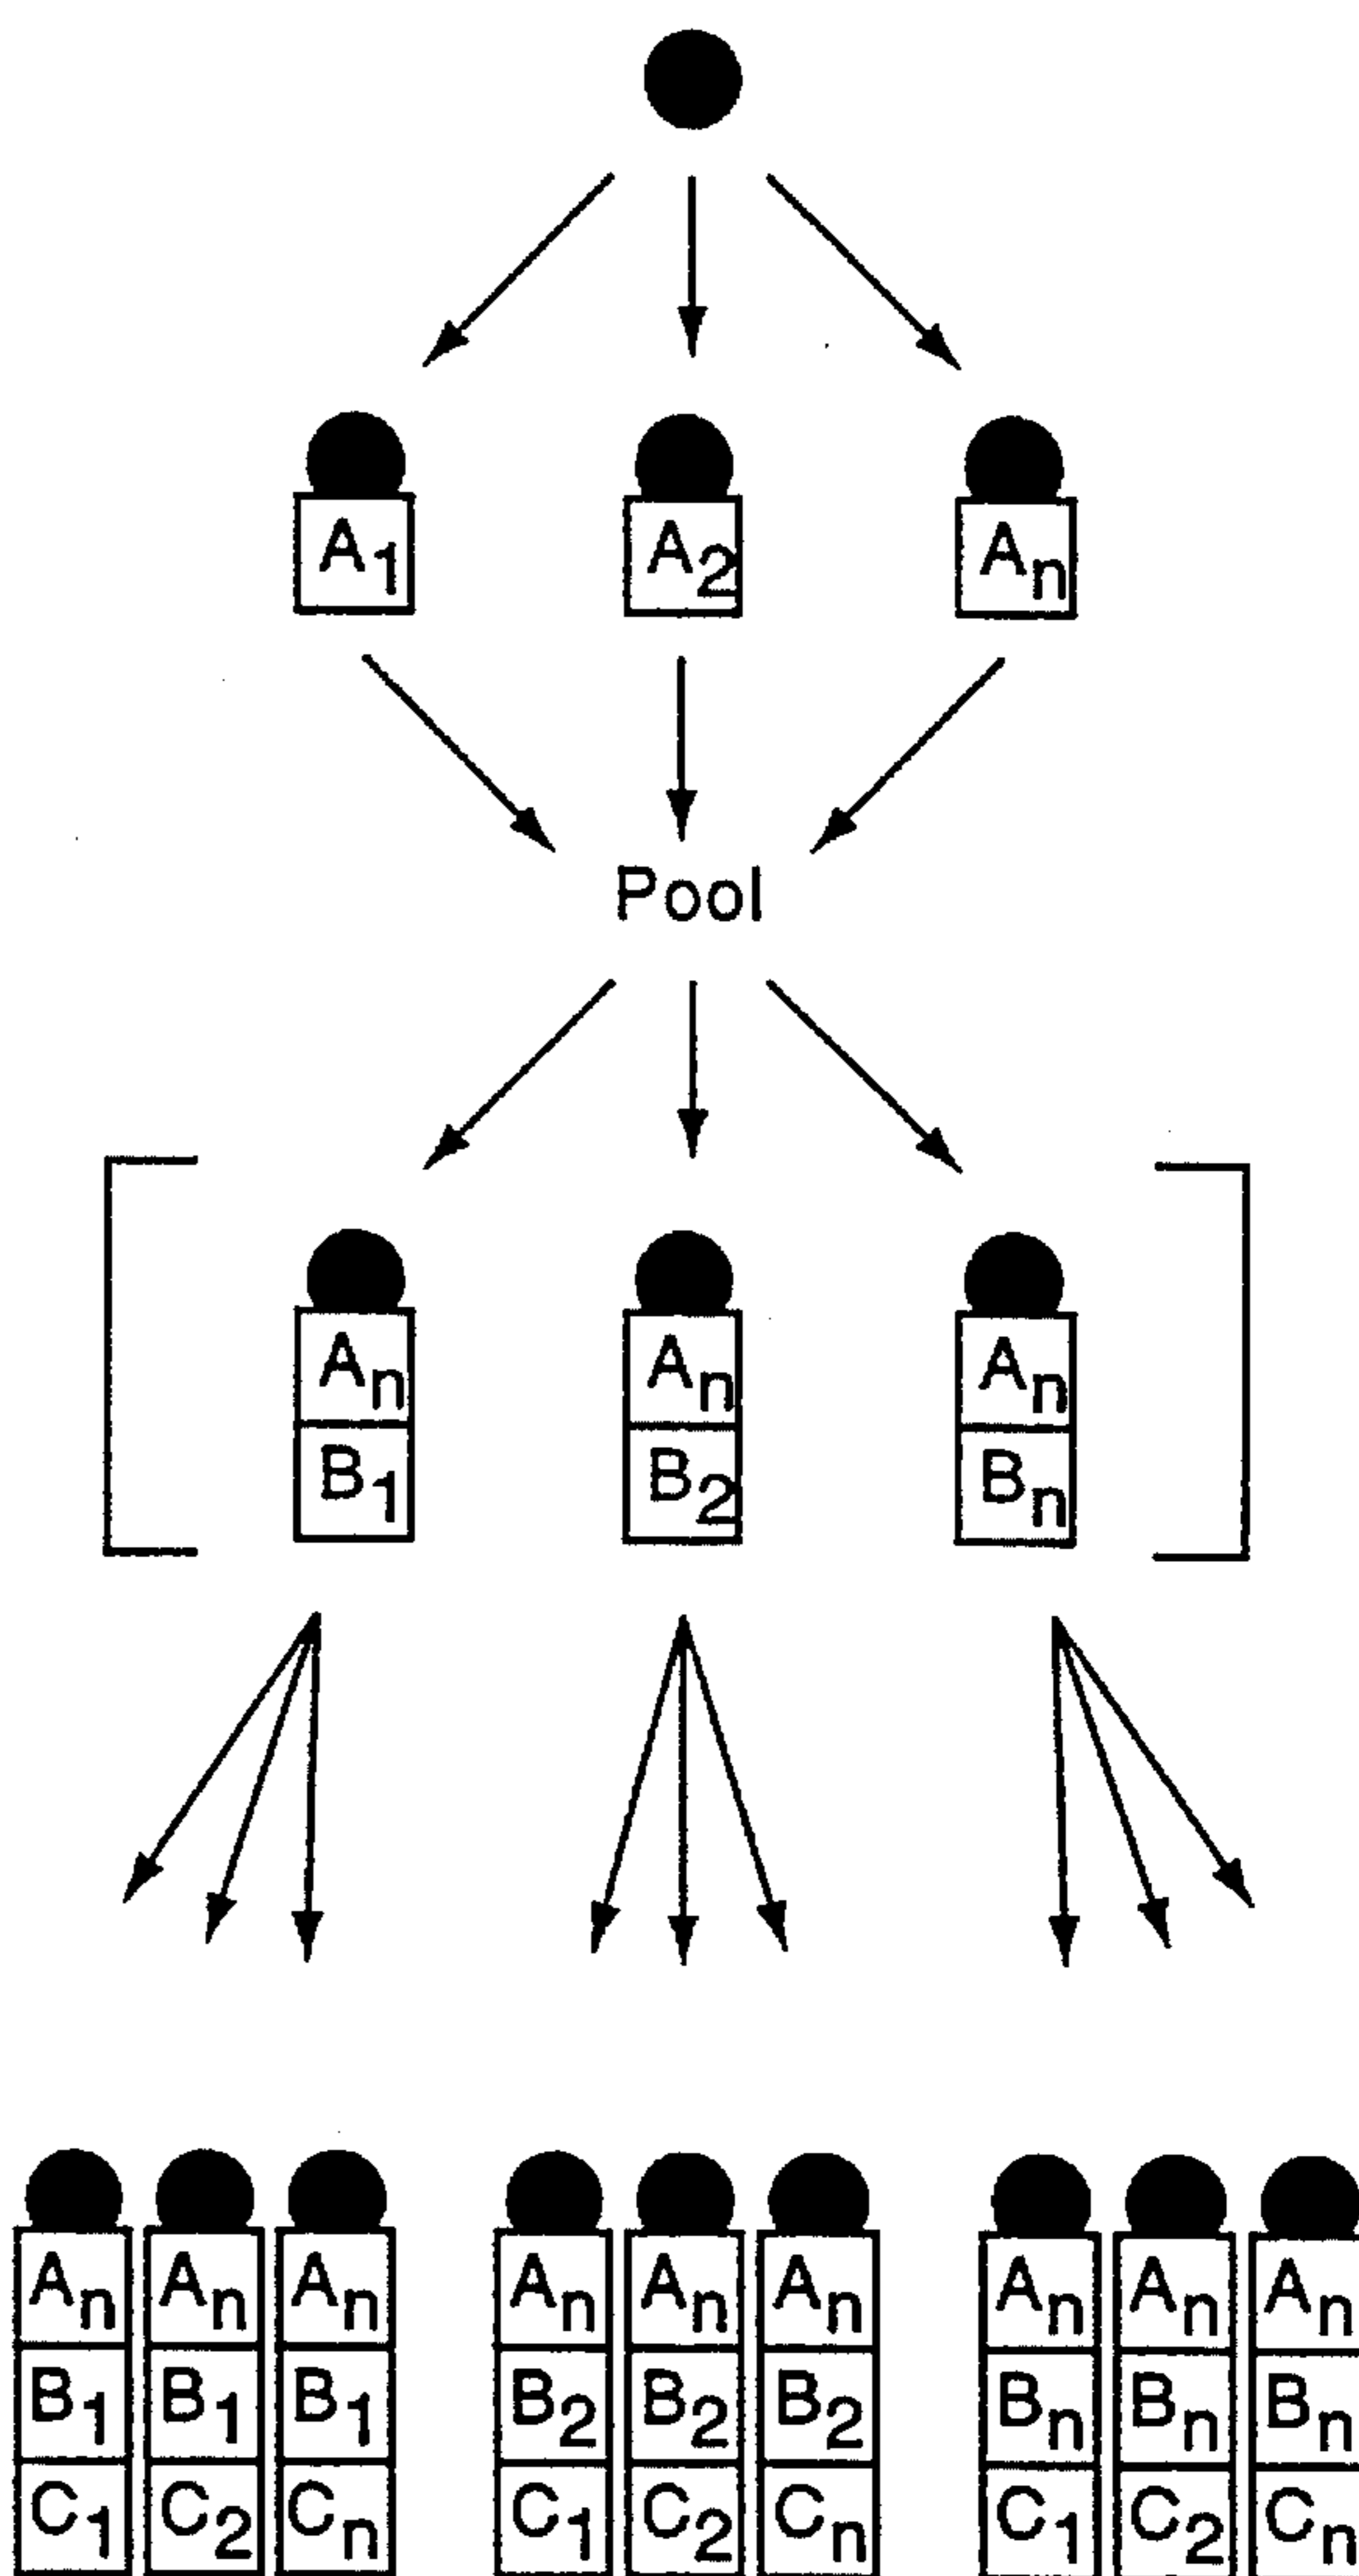 A1 A2 An
Pool
An An An
B1 B2 Bn
An An An An An An An An An
B1 B1 B1 B2 B2 B2 Bn Bn Bn
C1 C2 Cn C1 C2 Cn C1 C2 Cn